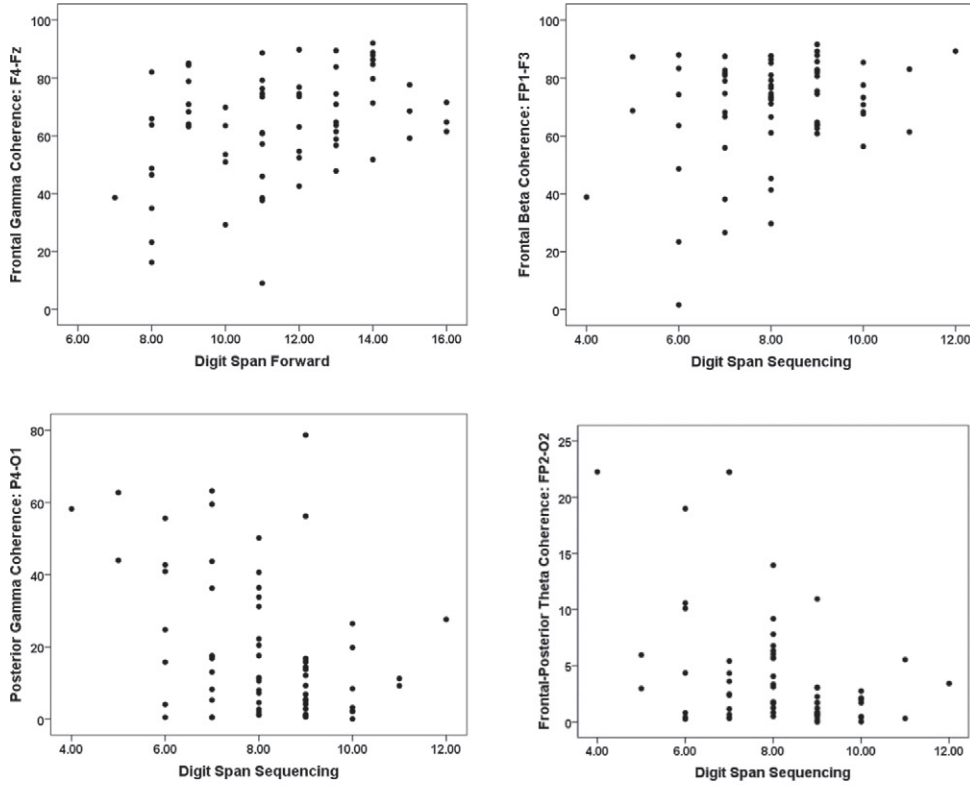 Frontal Gamma Coherence: F4-Fz
100
80
60
40
20
0
6.00 8.00 10.00 12.00 14.00 16.00
Digit Span Forward
Frontal Beta Coherence: FP1-F3
100
80
60
40
20
0
4.00 6.00 8.00 10.00 12.00
Digit Span Sequencing
Posterior Gamma Coherence: P4-O1
80
60
40
20
0
4.00 6.00 8.00 10.00 12.00
Digit Span Sequencing
Frontal-Posterior Theta Coherence: FP2-O2
25
20
15
10
5
0
4.00 6.00 8.00 10.00 12.00
Digit Span Sequencing